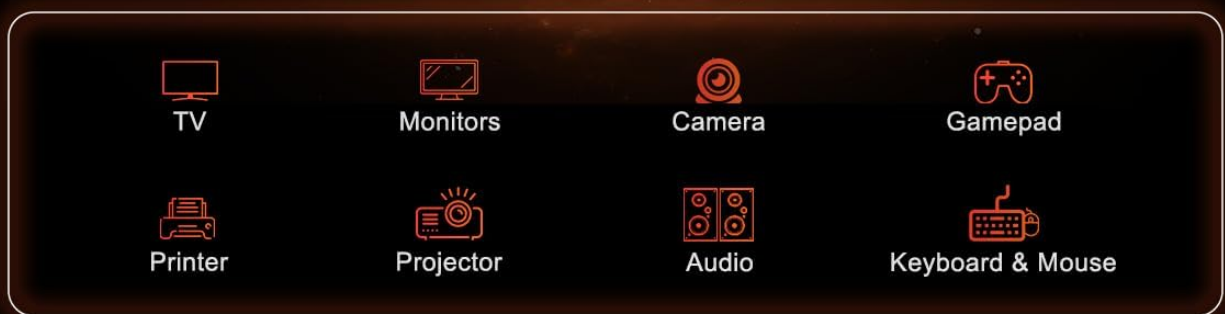 TV
Monitors
Camera
Gamepad
Printer
Projector
Audio
Keyboard & Mouse